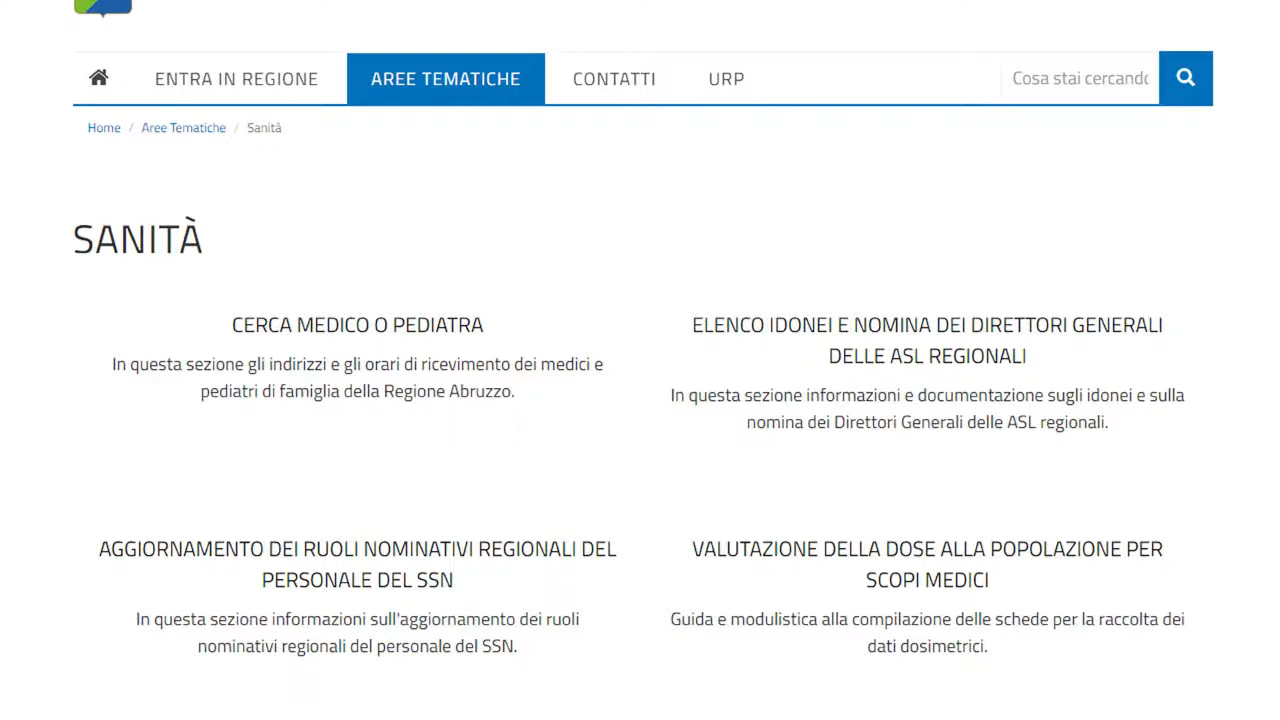 ENTRA IN REGIONE AREE TEMATICHE CONTATTI URP Cosa stai cercando
Home / Aree Tematiche / Sanità
SANITÀ
CERCA MEDICO O PEDIATRA
In questa sezione gli indirizzi e gli orari di ricevimento dei medici e
pediatri di famiglia della Regione Abruzzo.
ELENCO IDONEI E NOMINA DEI DIRETTORI GENERALI
DELLE ASL REGIONALI
In questa sezione informazioni e documentazione sugli idonei e sulla
nomina dei Direttori Generali delle ASL regionali.
AGGIORNAMENTO DEI RUOLI NOMINATIVI REGIONALI DEL
PERSONALE DEL SSN
In questa sezione informazioni sull'aggiornamento dei ruoli
nominativi regionali del personale del SSN.
VALUTAZIONE DELLA DOSE ALLA POPOLAZIONE PER
SCOPI MEDICI
Guida e modulistica alla compilazione delle schede per la raccolta dei
dati dosimetrici.